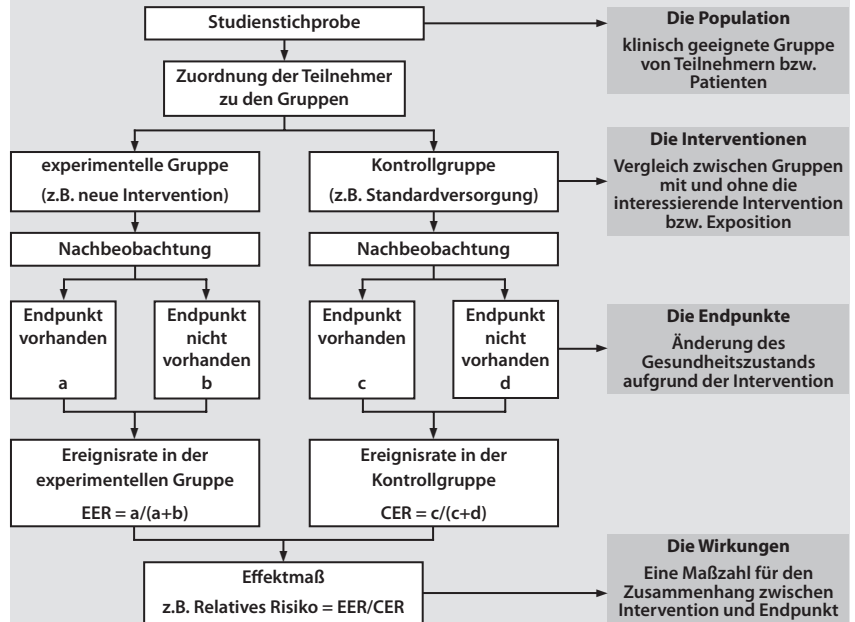 Studienstichprobe
Die Population
klinisch geeignete Gruppe
von Teilnehmern bzw.
Patienten
Zuordnung der Teilnehmer
zu den Gruppen
experimentelle Gruppe
(z.B. neue Intervention)
Kontrollgruppe
(z.B. Standardversorgung)
Die Interventionen
Vergleich zwischen Gruppen
mit und ohne die
interessierende Intervention
bzw. Exposition
Nachbeobachtung
Nachbeobachtung
Endpunkt
vorhanden
a
Endpunkt
nicht
vorhanden
b
Endpunkt
vorhanden
c
Endpunkt
nicht
vorhanden
d
Die Endpunkte
Änderung des
Gesundheitszustands
aufgrund der Intervention
Ereignisrate in der
experimentellen Gruppe
EER = a/(a+b)
Ereignisrate in der
Kontrollgruppe
CER = c/(c+d)
Effektmaß
z.B. Relatives Risiko = EER/CER
Die Wirkungen
Eine Maßzahl für den
Zusammenhang zwischen
Intervention und Endpunkt